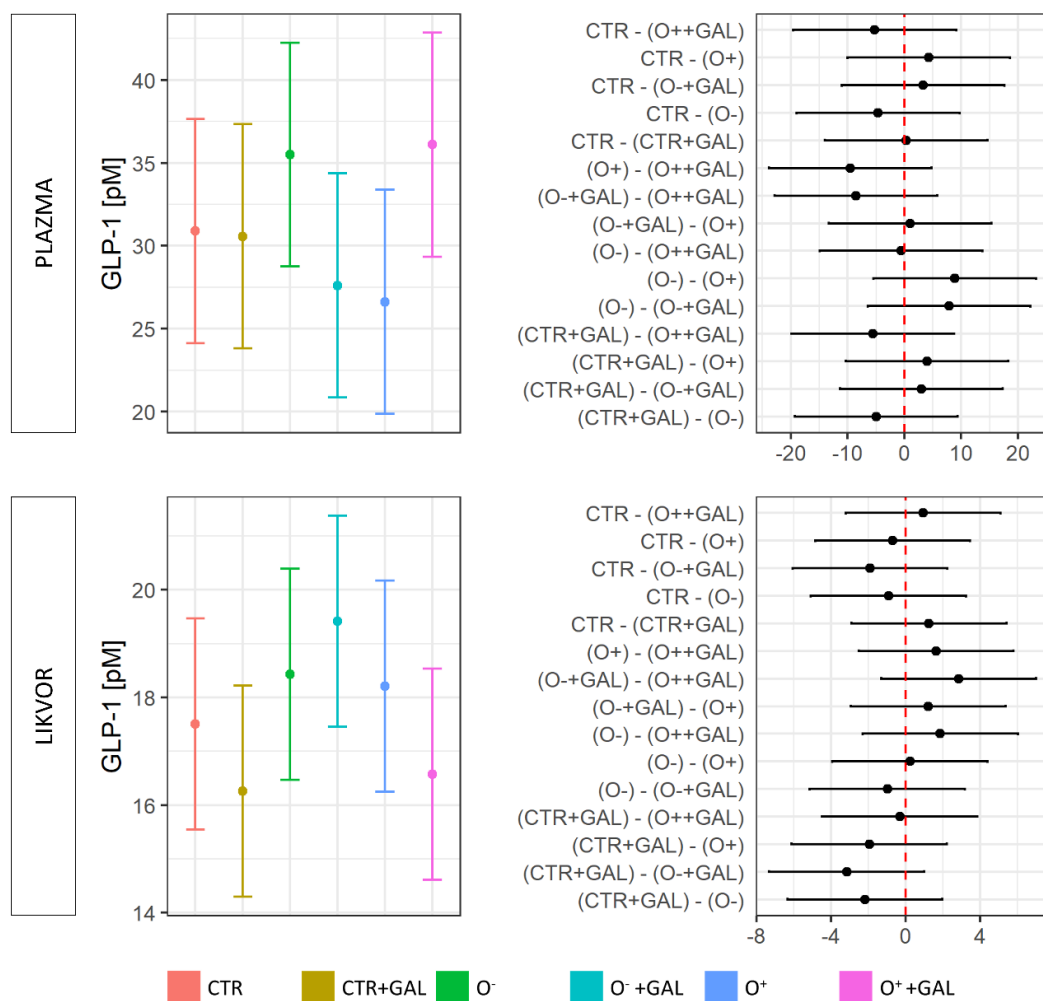 PLAZMA
GLP-1 [pM]
40
35
30
25
20
CTR - (O++GAL)
CTR - (O+)
CTR - (O-+GAL)
CTR - (O-)
CTR - (CTR+GAL)
(O+) - (O++GAL)
(O-+GAL) - (O++GAL)
(O-+GAL) - (O+)
(O-) - (O++GAL)
(O-) - (O+)
(O-) - (O-+GAL)
(CTR+GAL) - (O++GAL)
(CTR+GAL) - (O+)
(CTR+GAL) - (O-+GAL)
(CTR+GAL) - (O-)
-20 -10 0 10 20
LIKVOR
GLP-1 [pM]
20
18
16
14
CTR - (O++GAL)
CTR - (O+)
CTR - (O-+GAL)
CTR - (O-)
CTR - (CTR+GAL)
(O+) - (O++GAL)
(O-+GAL) - (O++GAL)
(O-+GAL) - (O+)
(O-) - (O++GAL)
(O-) - (O+)
(O-) - (O-+GAL)
(CTR+GAL) - (O++GAL)
(CTR+GAL) - (O+)
(CTR+GAL) - (O-+GAL)
(CTR+GAL) - (O-)
-8 -4 0 4
CTR CTR+GAL O⁻ O⁻ +GAL O⁺ O⁺ +GAL